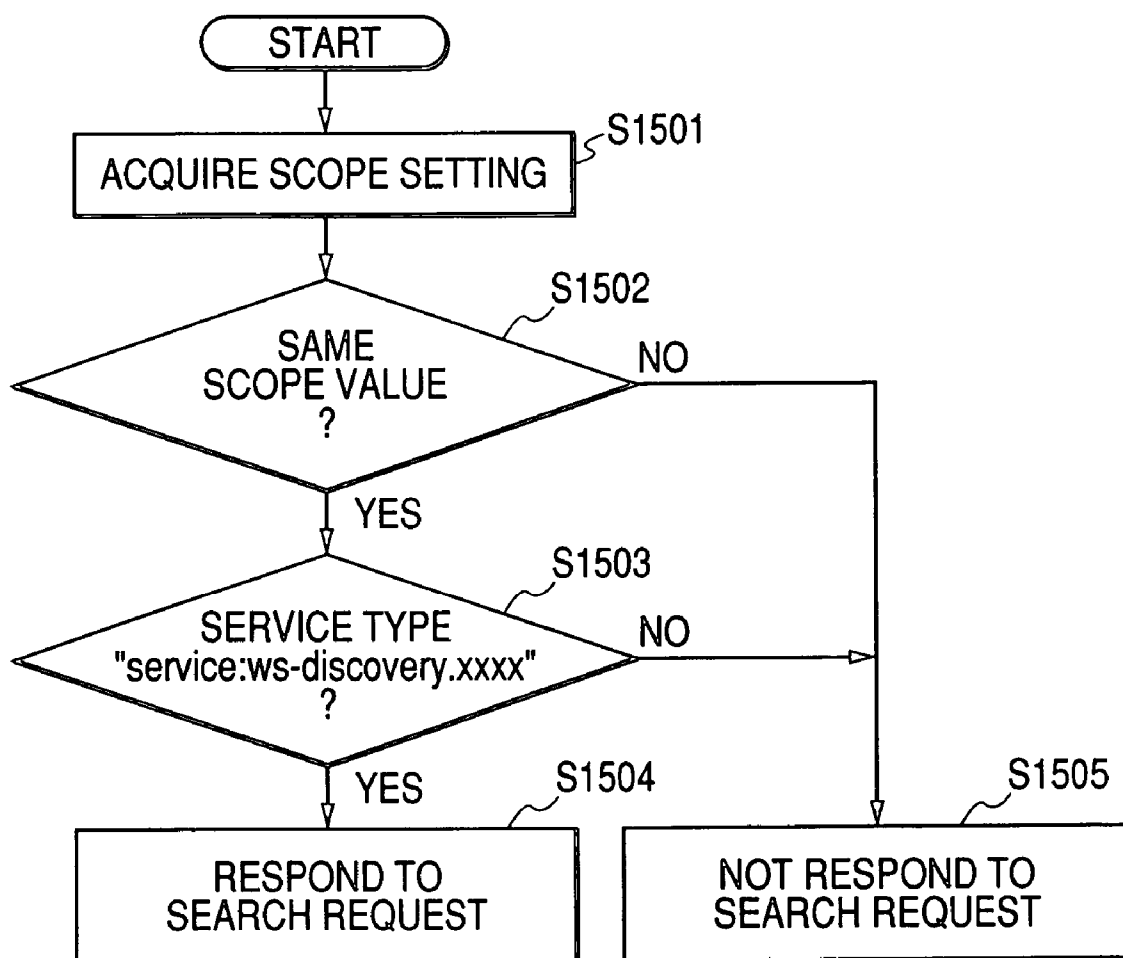 START
S1501
ACQUIRE SCOPE SETTING
S1502
SAME
SCOPE VALUE
?
NO
YES
S1503
SERVICE TYPE
"service:ws-discovery.xxxx"
?
NO
YES
S1504
RESPOND TO
SEARCH REQUEST
S1505
NOT RESPOND TO
SEARCH REQUEST